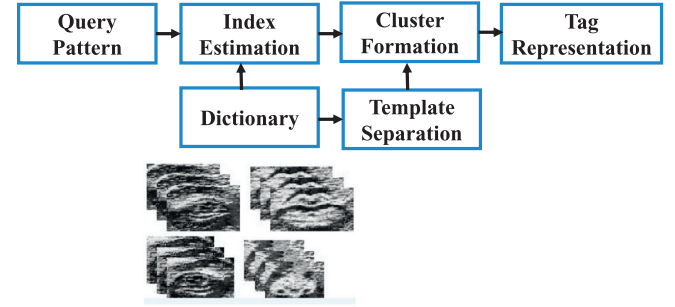 Query
Pattern
Index
Estimation
Cluster
Formation
Tag
Representation
Dictionary
Template
Separation